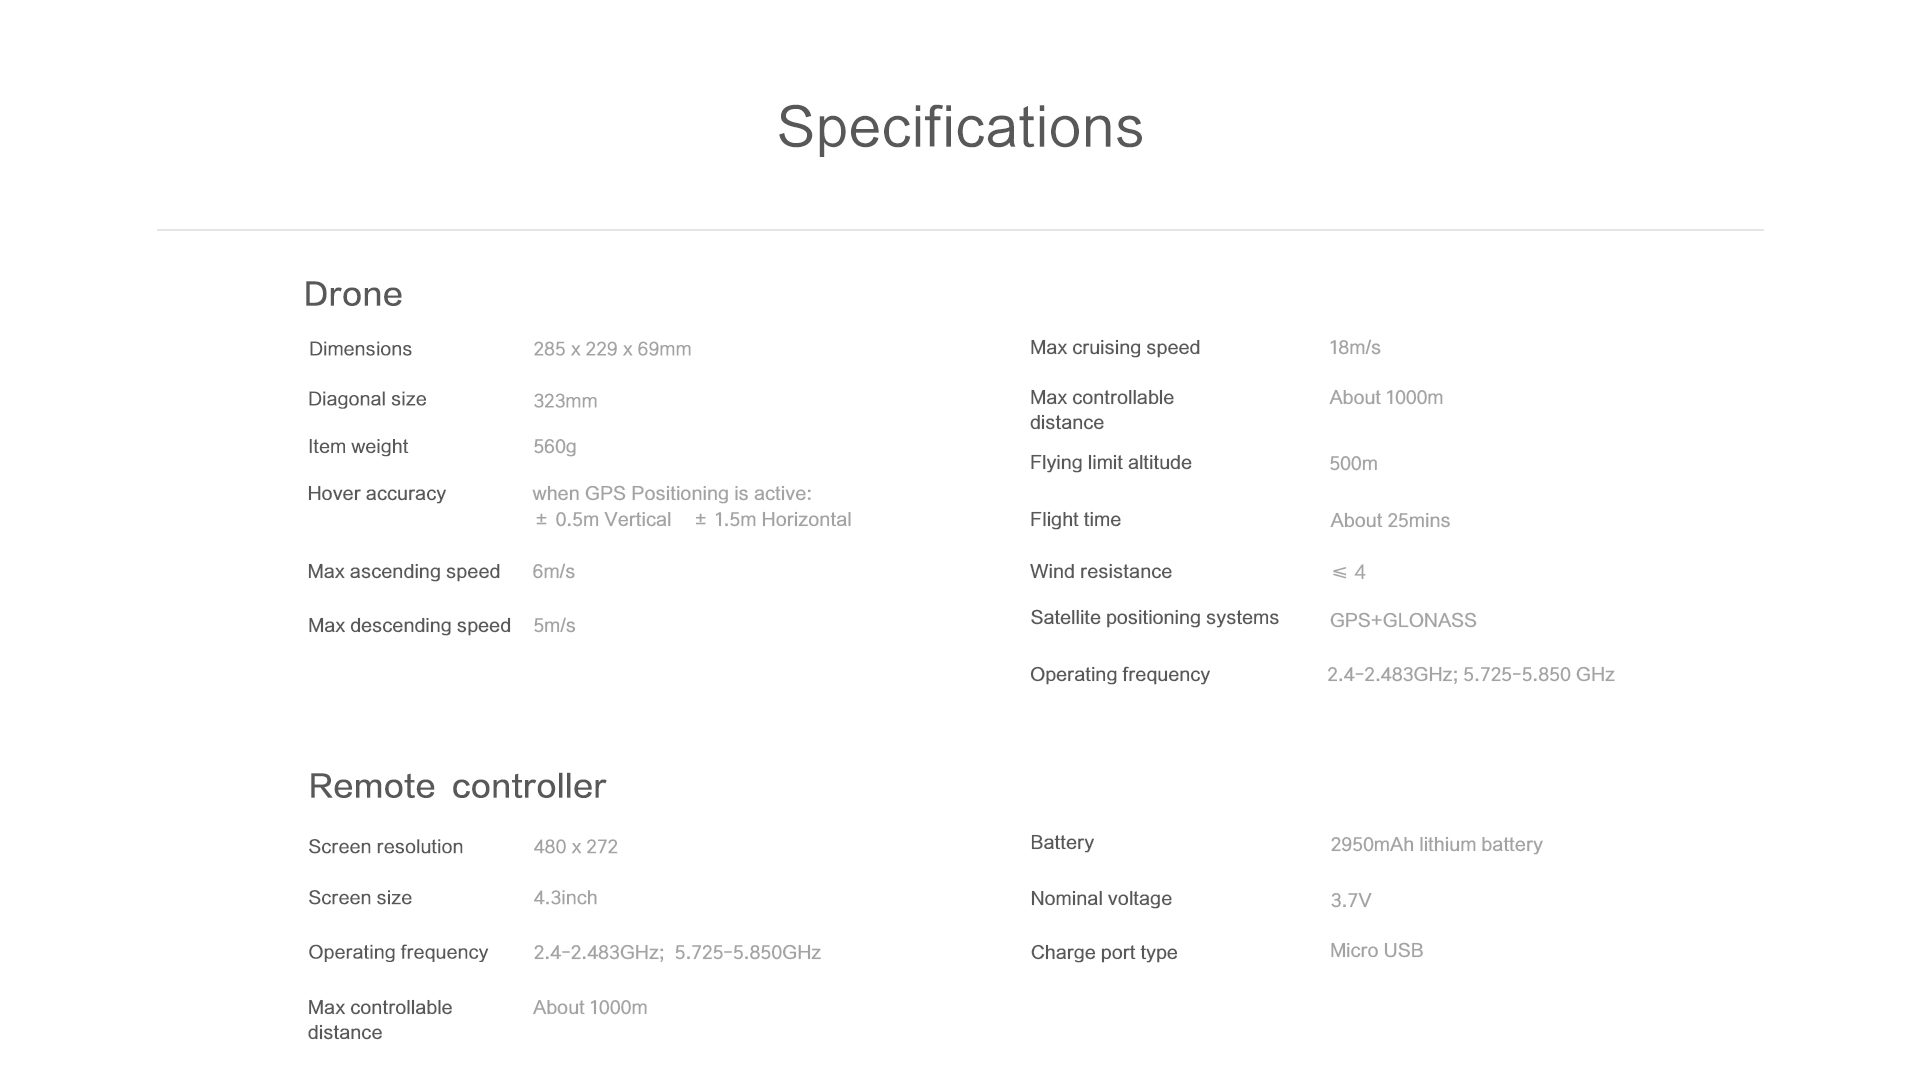 Specifications
Drone
Dimensions 285 x 229 x 69mm
Diagonal size 323mm
Item weight 560g
Hover accuracy when GPS Positioning is active:
± 0.5m Vertical ± 1.5m Horizontal
Max ascending speed 6m/s
Max descending speed 5m/s
Max cruising speed 18m/s
Max controllable About 1000m
distance
Flying limit altitude 500m
Flight time About 25mins
Wind resistance ⩽ 4
Satellite positioning systems GPS+GLONASS
Operating frequency 2.4-2.483GHz; 5.725-5.850 GHz
Remote controller
Screen resolution 480 x 272
Screen size 4.3inch
Operating frequency 2.4-2.483GHz; 5.725-5.850GHz
Max controllable About 1000m
distance
Battery 2950mAh lithium battery
Nominal voltage 3.7V
Charge port type Micro USB